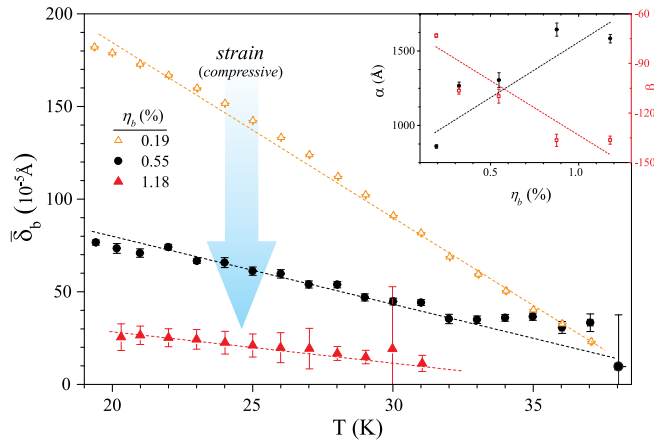 200
150
100
50
0
δ̄b (10⁻⁵Å)
20
25
30
35
T (K)
strain
(compressive)
ηb (%)
0.19
0.55
1.18
1500
1000
α (Å)
0.5
1.0
ηb (%)
-60
-90
-120
-150
β